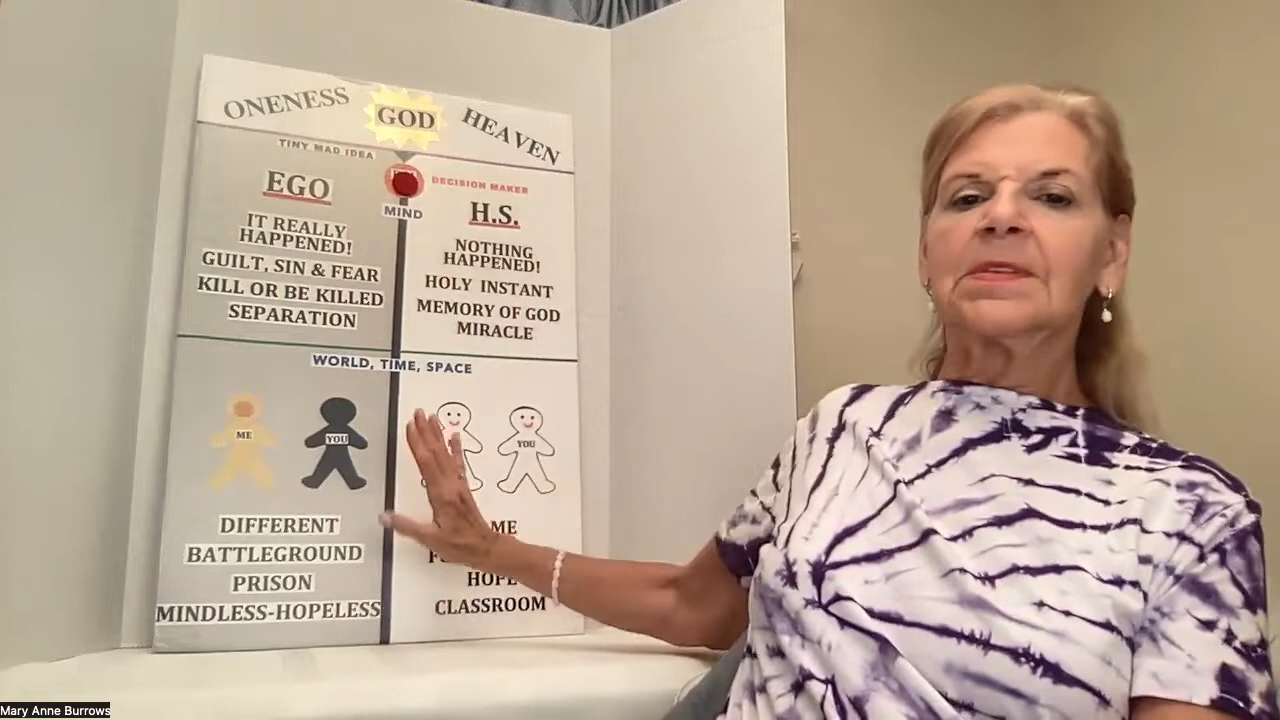 ONENESS GOD HEAVEN
TINY MAD IDEA
DECISION MAKER
MIND
EGO
IT REALLY
HAPPENED!
GUILT, SIN & FEAR
KILL OR BE KILLED
SEPARATION
H.S.
NOTHING
HAPPENED!
HOLY INSTANT
MEMORY OF GOD
MIRACLE
WORLD, TIME, SPACE
ME
YOU
YOU
DIFFERENT
BATTLEGROUND
PRISON
MINDLESS-HOPELESS
HOPE
CLASSROOM
Mary Anne Burrows